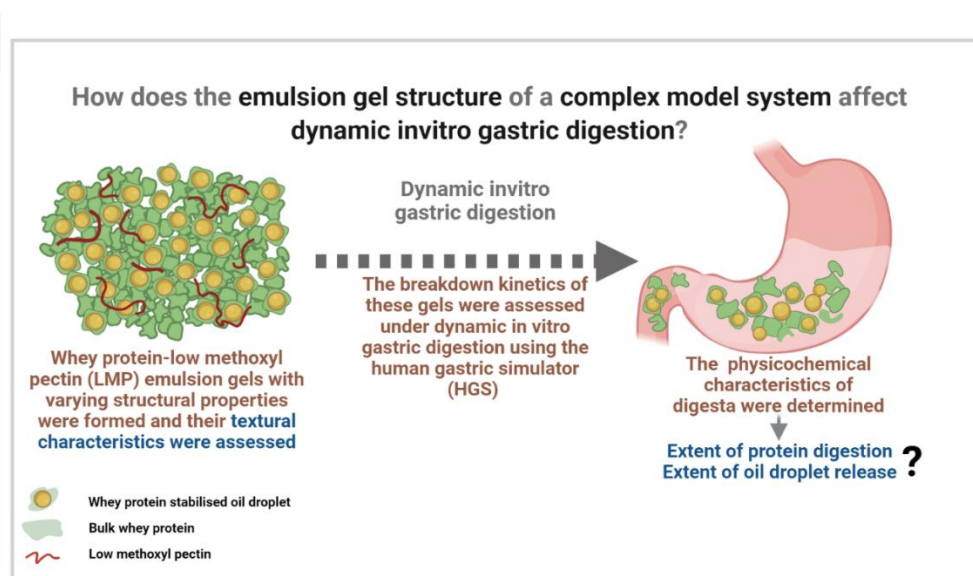 How does the emulsion gel structure of a complex model system affect
dynamic invitro gastric digestion?
Dynamic invitro
gastric digestion
The breakdown kinetics of
these gels were assessed
under dynamic in vitro
gastric digestion using the
human gastric simulator
(HGS)
Whey protein-low methoxyl
pectin (LMP) emulsion gels with
varying structural properties
were formed and their textural
characteristics were assessed
The physicochemical
characteristics of
digesta were determined
Extent of protein digestion
Extent of oil droplet release ?
Whey protein stabilised oil droplet
Bulk whey protein
Low methoxyl pectin